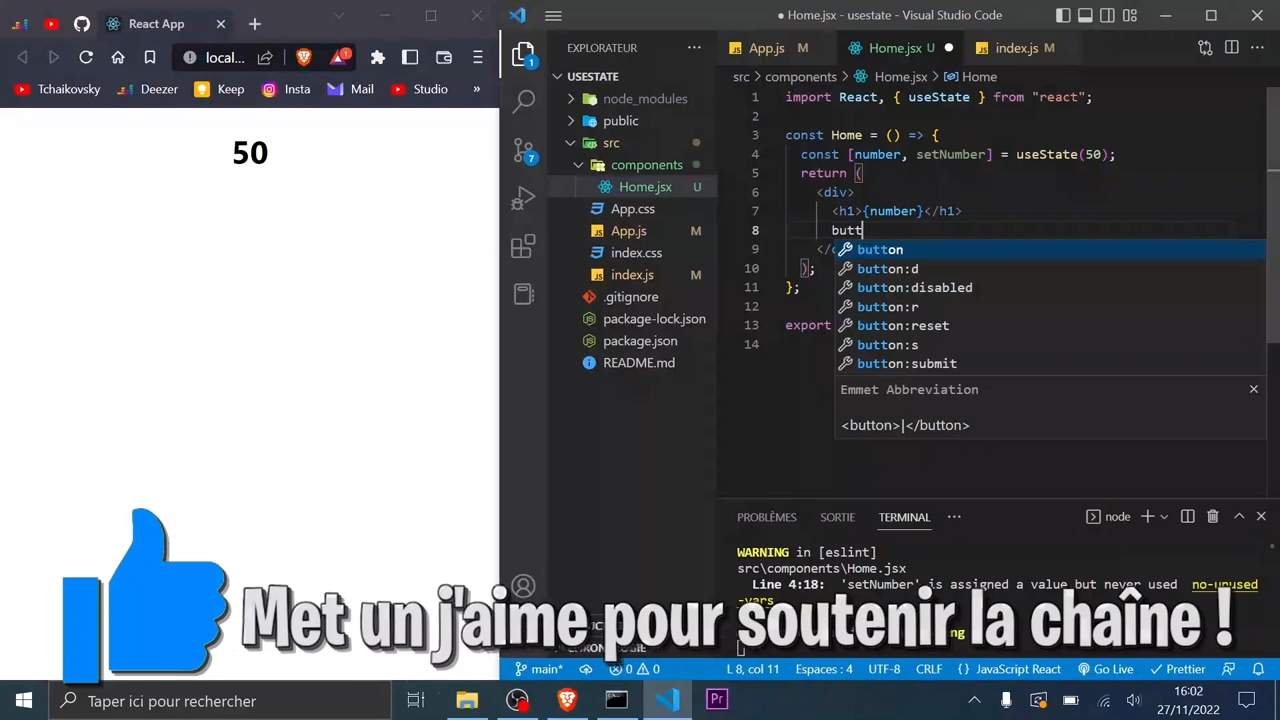 React App
local...
1
Tchaikovsky
Deezer
Keep
Insta
Mail
Studio
»
50
Home.jsx - usestate - Visual Studio Code
EXPLORATEUR
1
7
USESTATE
node_modules
public
src
components
Home.jsx U
App.css
App.js M
index.css
index.js M
.gitignore
package-lock.json
package.json
README.md
App.js M
Home.jsx U
index.js M
src > components > Home.jsx > Home
1 import React, { useState } from "react";
2
3 const Home = () => {
4 const [number, setNumber] = useState(50);
5 return (
6 <div>
7 <h1>{number}</h1>
8 butt
9 </
10 );
11 };
12
13 export
14
button
button:d
button:disabled
button:r
button:reset
button:s
button:submit
Emmet Abbreviation
<button>|</button>
PROBLÈMES SORTIE TERMINAL
node
WARNING in [eslint]
src\components\Home.jsx
Line 4:18: 'setNumber' is assigned a value but never used no-unused
-vars
Met un j'aime pour soutenir la chaîne !
main*
0 0
L 8, col 11
Espaces : 4
UTF-8
CRLF
JavaScript React
Go Live
Prettier
Taper ici pour rechercher
Pr
16:02
27/11/2022